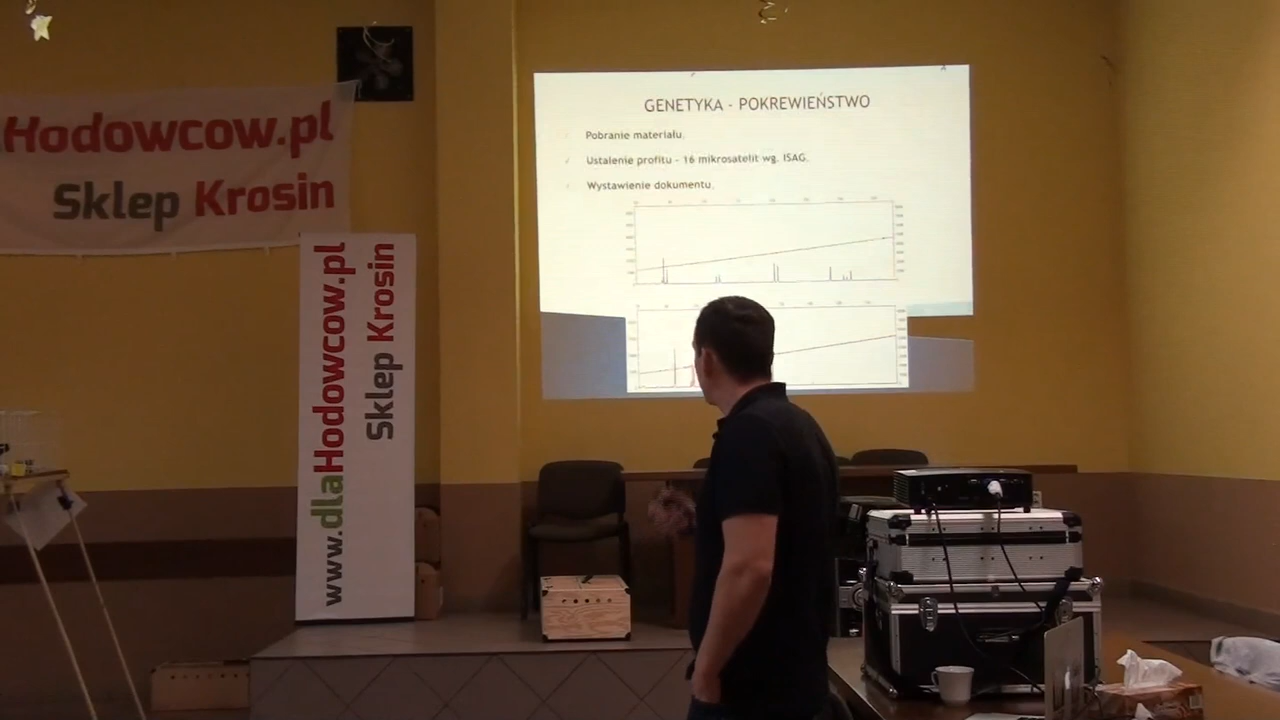 Hodowcow.pl
Sklep Krosin
www.dlaHodowcow.pl
Sklep Krosin
GENETYKA - POKREWIEŃSTWO
Pobranie materiału.
Ustalenie profitu - 16 mikrosatelit wg. ISAG.
Wystawienie dokumentu.